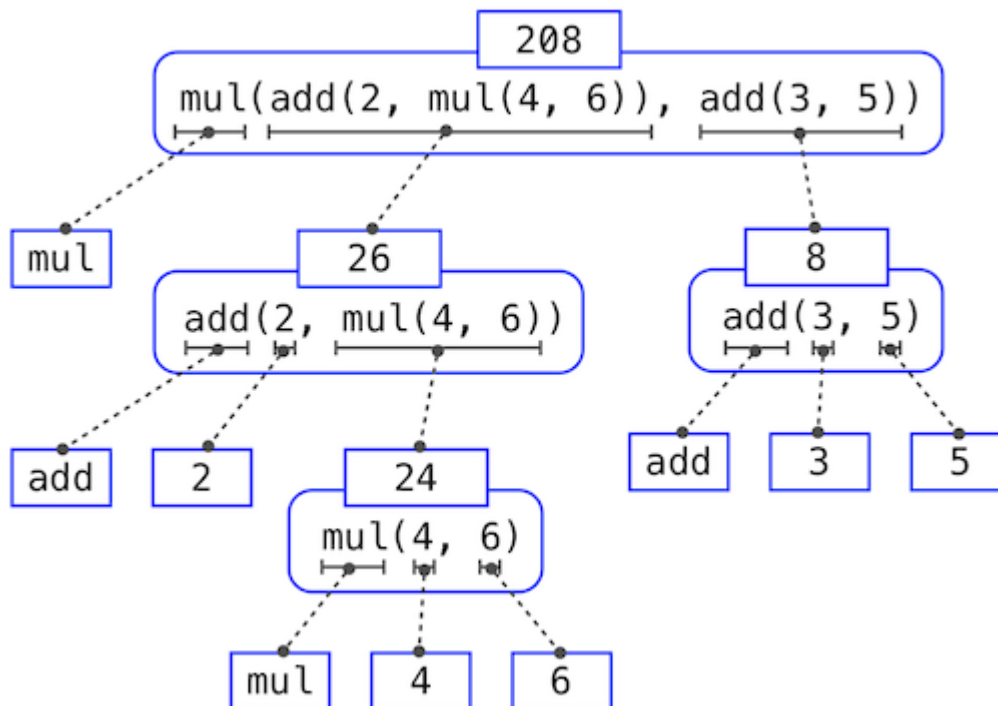 208
mul(add(2, mul(4, 6)), add(3, 5))
mul
26
8
add(2, mul(4, 6))
add(3, 5)
add
2
24
add
3
5
mul(4, 6)
mul
4
6